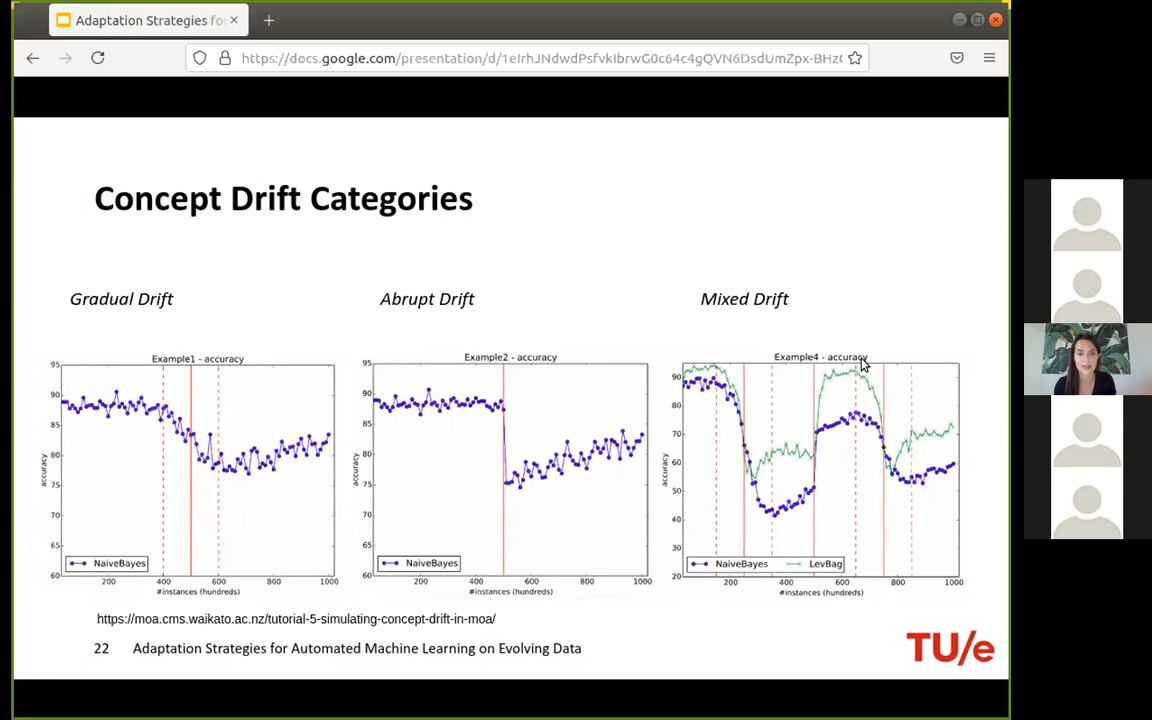 Adaptation Strategies fo
https://docs.google.com/presentation/d/1eIrhJNdwdPsfvkIbrwG0c64c4gQVN6DsdUmZpx-BHz
Concept Drift Categories
Gradual Drift
Abrupt Drift
Mixed Drift
Example1 - accuracy
95
90
85
80
75
70
65
60
accuracy
NaiveBayes
200 400 600 800 1000
#instances (hundreds)
Example2 - accuracy
95
90
85
80
75
70
65
60
accuracy
NaiveBayes
200 400 600 800 1000
#instances (hundreds)
Example4 - accuracy
90
80
70
60
50
40
30
20
accuracy
NaiveBayes LevBag
200 400 600 800 1000
#instances (hundreds)
https://moa.cms.waikato.ac.nz/tutorial-5-simulating-concept-drift-in-moa/
22 Adaptation Strategies for Automated Machine Learning on Evolving Data
TU/e